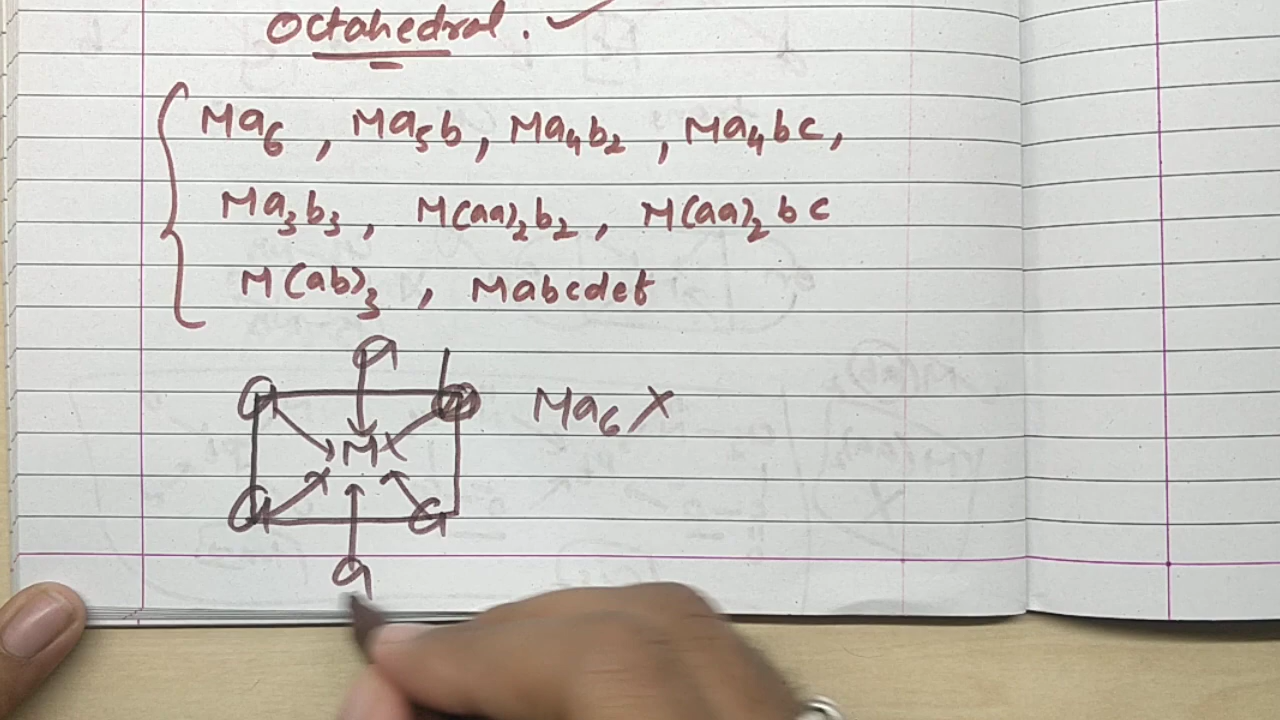 Octahedral.
Ma₆, Ma₅b, Ma₄b₂, Ma₄bc,
Ma₃b₃, M(aa)₂b₂, M(aa)₂bc
M(ab)₃, Mabcdef
a
a Ma₆ X
M
a a
a